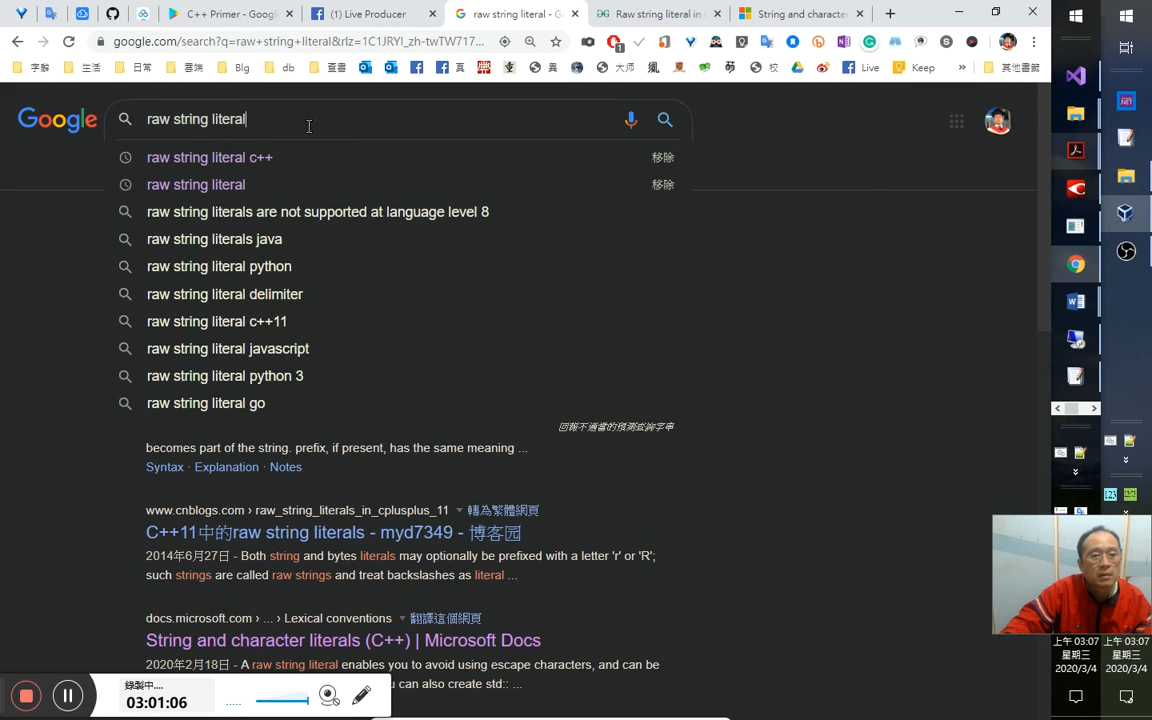 C++ Primer - Goog
(1) Live Producer
raw string literal - G
Raw string literal in
String and characte
google.com/search?q=raw+string+literal&rlz=1C1JRYI_zh-twTW717...
字辭
生活
日常
雲端
Blg
db
查書
真
異
大师
校
Live
Keep
其他書籤
Google
raw string literal
raw string literal c++
移除
raw string literal
移除
raw string literals are not supported at language level 8
raw string literals java
raw string literal python
raw string literal delimiter
raw string literal c++11
raw string literal javascript
raw string literal python 3
raw string literal go
回報不適當的預測查詢字串
becomes part of the string. prefix, if present, has the same meaning ...
Syntax · Explanation · Notes
www.cnblogs.com › raw_string_literals_in_cplusplus_11
轉為繁體網頁
C++11中的raw string literals - myd7349 - 博客园
2014年6月27日 - Both string and bytes literals may optionally be prefixed with a letter 'r' or 'R';
such strings are called raw strings and treat backslashes as literal ...
docs.microsoft.com › ... › Lexical conventions
翻譯這個網頁
String and character literals (C++) | Microsoft Docs
2020年2月18日 - A raw string literal enables you to avoid using escape characters, and can be
u can also create std:: ...
錄製中....
03:01:06
上午 03:07
星期三
2020/3/4
上午 03:07
星期三
2020/3/4